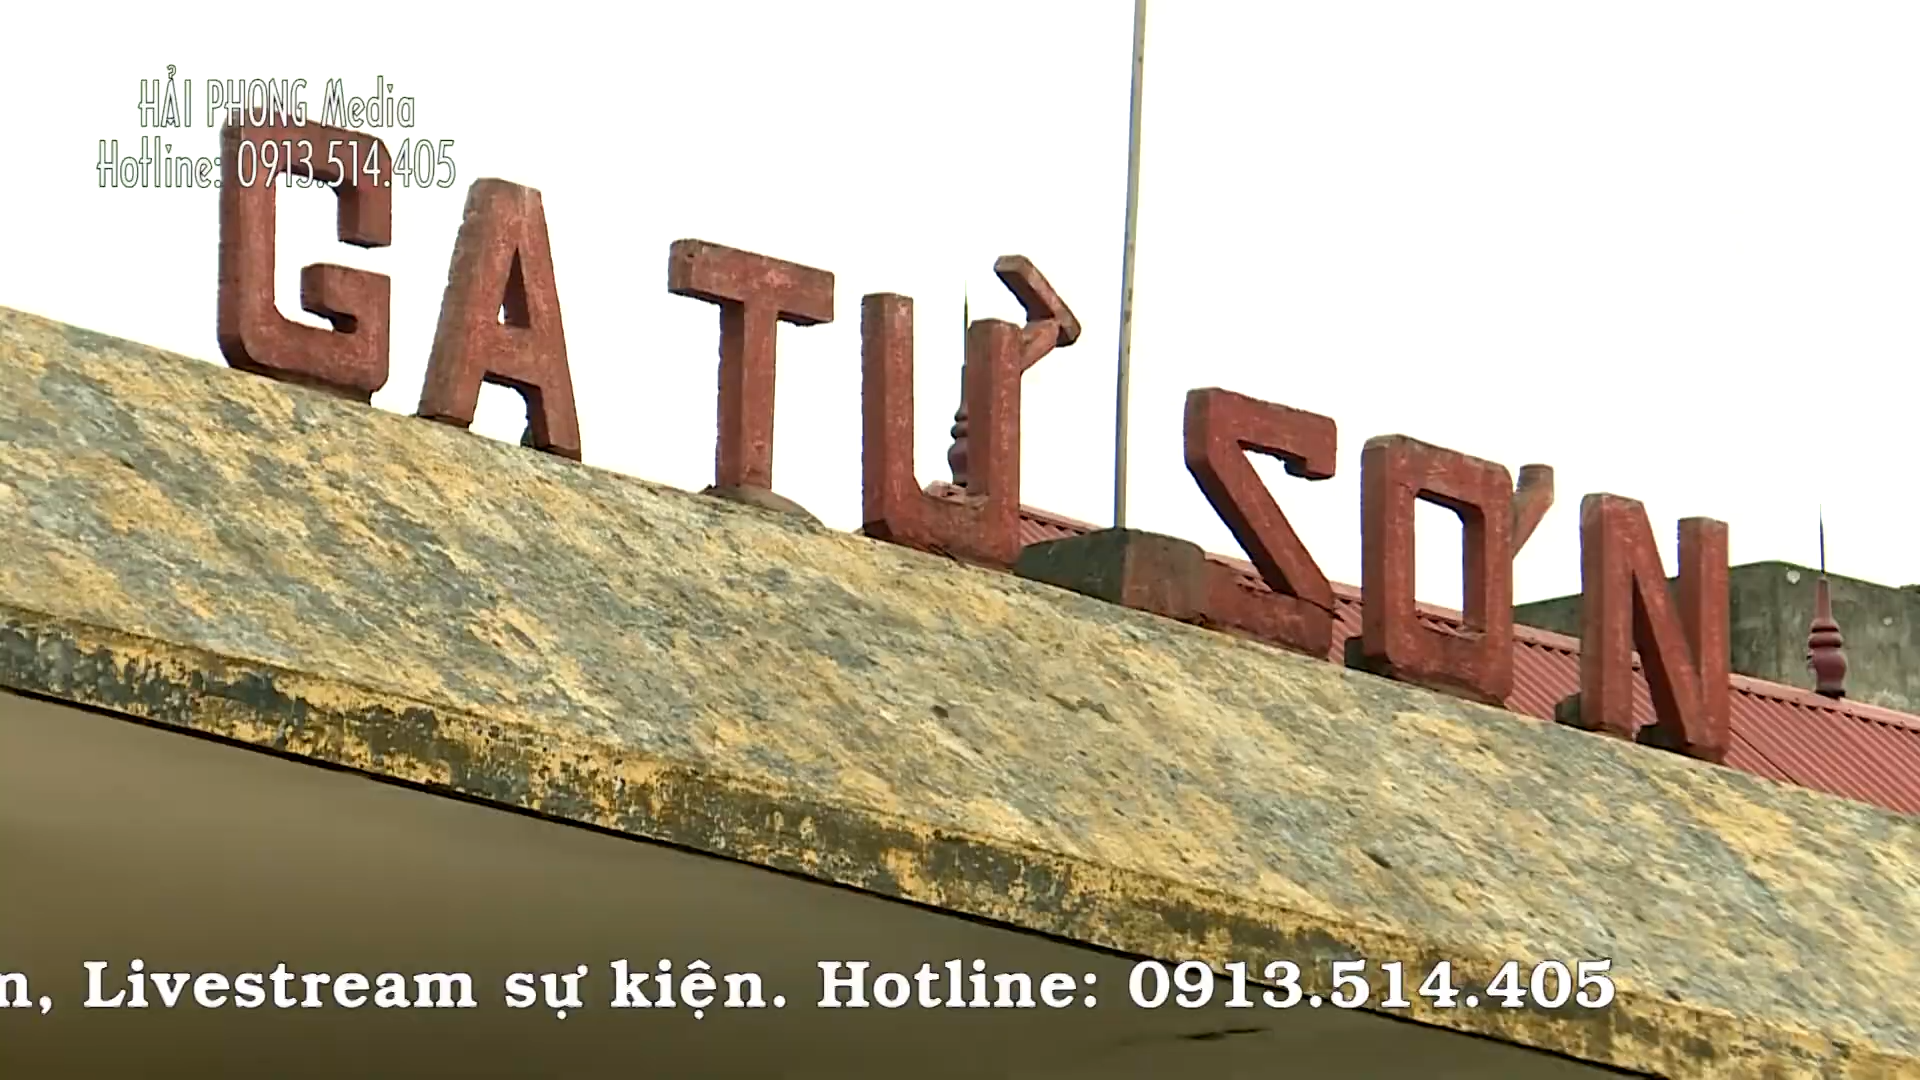 HẢI PHONG Media
Hotline: 0913.514.405
GA TỪ SƠN
n, Livestream sự kiện. Hotline: 0913.514.405